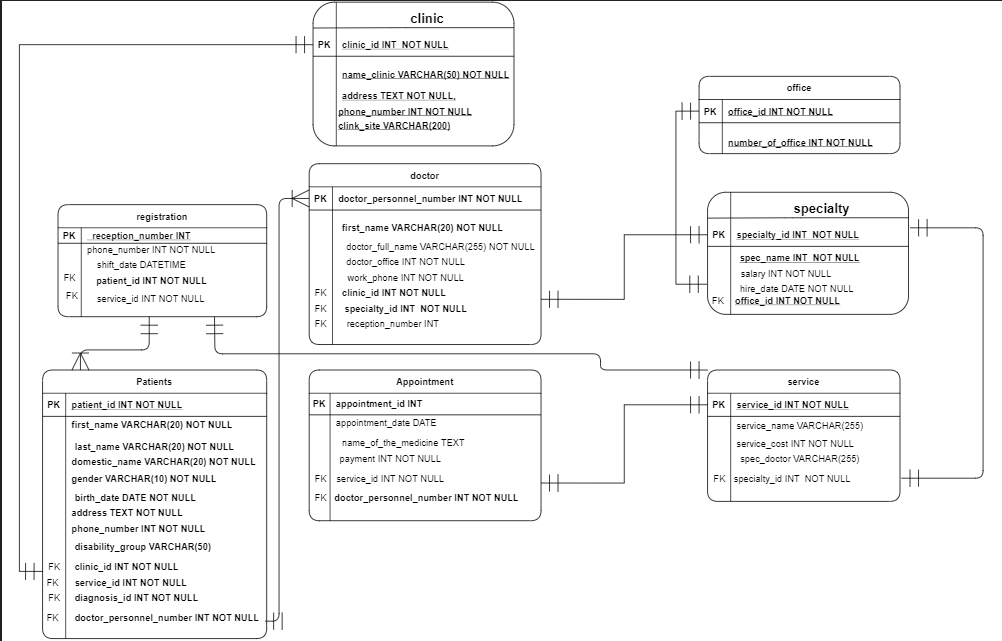 clinic
PK clinic_id INT NOT NULL
name_clinic VARCHAR(50) NOT NULL
address TEXT NOT NULL,
phone_number INT NOT NULL
clink_site VARCHAR(200)
office
PK office_id INT NOT NULL
number_of_office INT NOT NULL
doctor
PK doctor_personnel_number INT NOT NULL
first_name VARCHAR(20) NOT NULL
doctor_full_name VARCHAR(255) NOT NULL
doctor_office INT NOT NULL
work_phone INT NOT NULL
FK clinic_id INT NOT NULL
FK specialty_id INT NOT NULL
FK reception_number INT
specialty
PK specialty_id INT NOT NULL
spec_name INT NOT NULL
salary INT NOT NULL
hire_date DATE NOT NULL
FK office_id INT NOT NULL
registration
PK reception_number INT
phone_number INT NOT NULL
shift_date DATETIME
FK patient_id INT NOT NULL
FK service_id INT NOT NULL
Patients
PK patient_id INT NOT NULL
first_name VARCHAR(20) NOT NULL
last_name VARCHAR(20) NOT NULL
domestic_name VARCHAR(20) NOT NULL
gender VARCHAR(10) NOT NULL
birth_date DATE NOT NULL
address TEXT NOT NULL
phone_number INT NOT NULL
disability_group VARCHAR(50)
FK clinic_id INT NOT NULL
FK service_id INT NOT NULL
FK diagnosis_id INT NOT NULL
FK doctor_personnel_number INT NOT NULL
Appointment
PK appointment_id INT
appointment_date DATE
name_of_the_medicine TEXT
payment INT NOT NULL
FK service_id INT NOT NULL
FK doctor_personnel_number INT NOT NULL
service
PK service_id INT NOT NULL
service_name VARCHAR(255)
service_cost INT NOT NULL
spec_doctor VARCHAR(255)
FK specialty_id INT NOT NULL